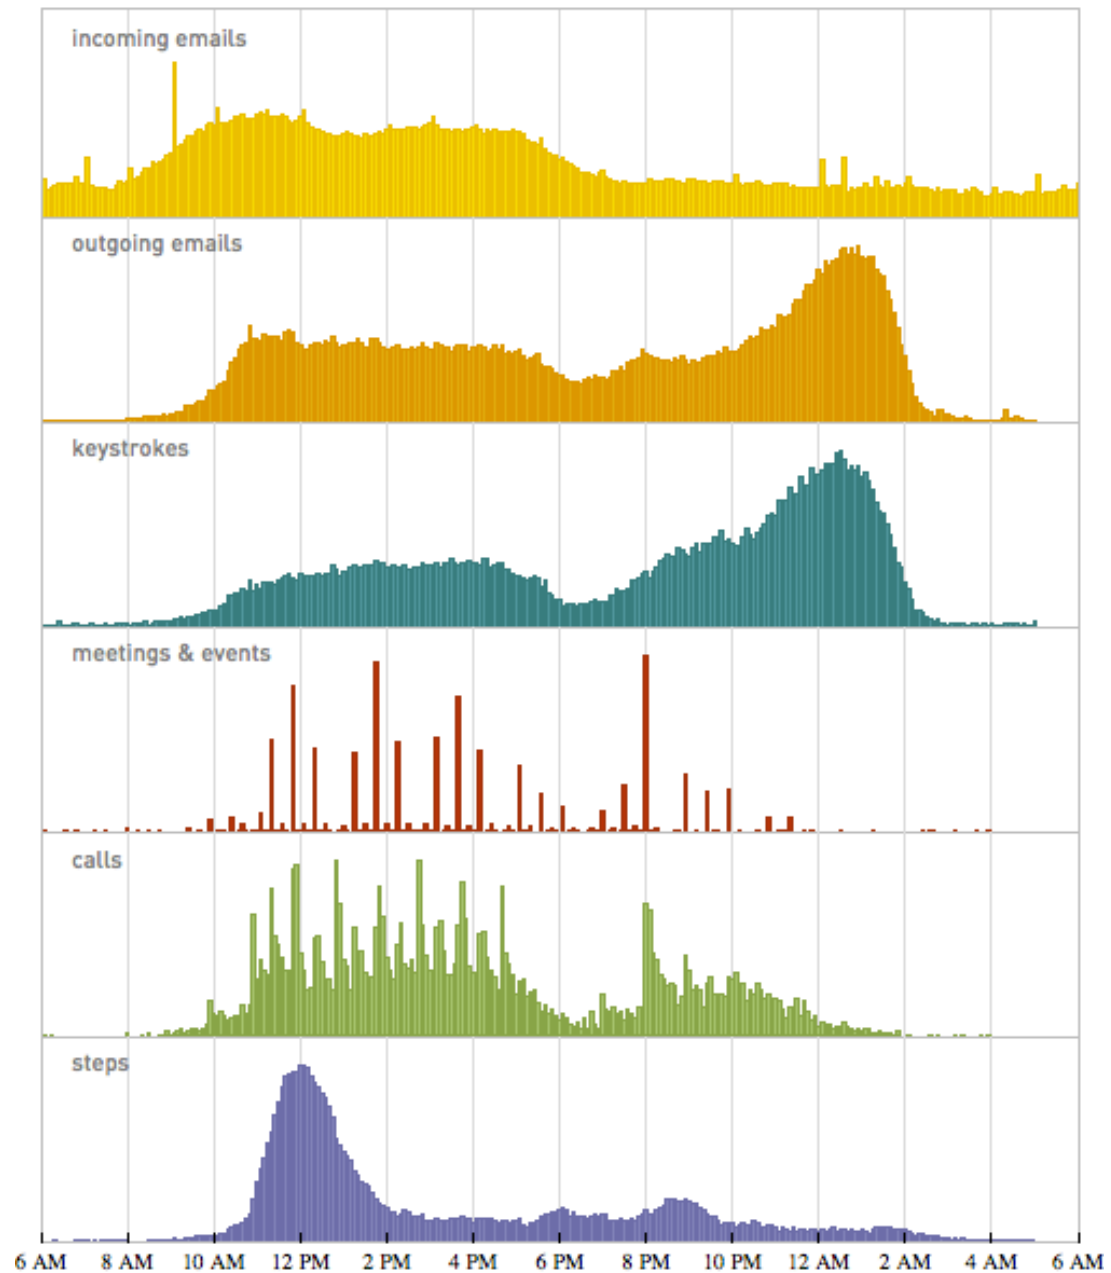 incoming emails
outgoing emails
keystrokes
meetings & events
calls
steps
6 AM 8 AM 10 AM 12 PM 2 PM 4 PM 6 PM 8 PM 10 PM 12 AM 2 AM 4 AM 6 AM